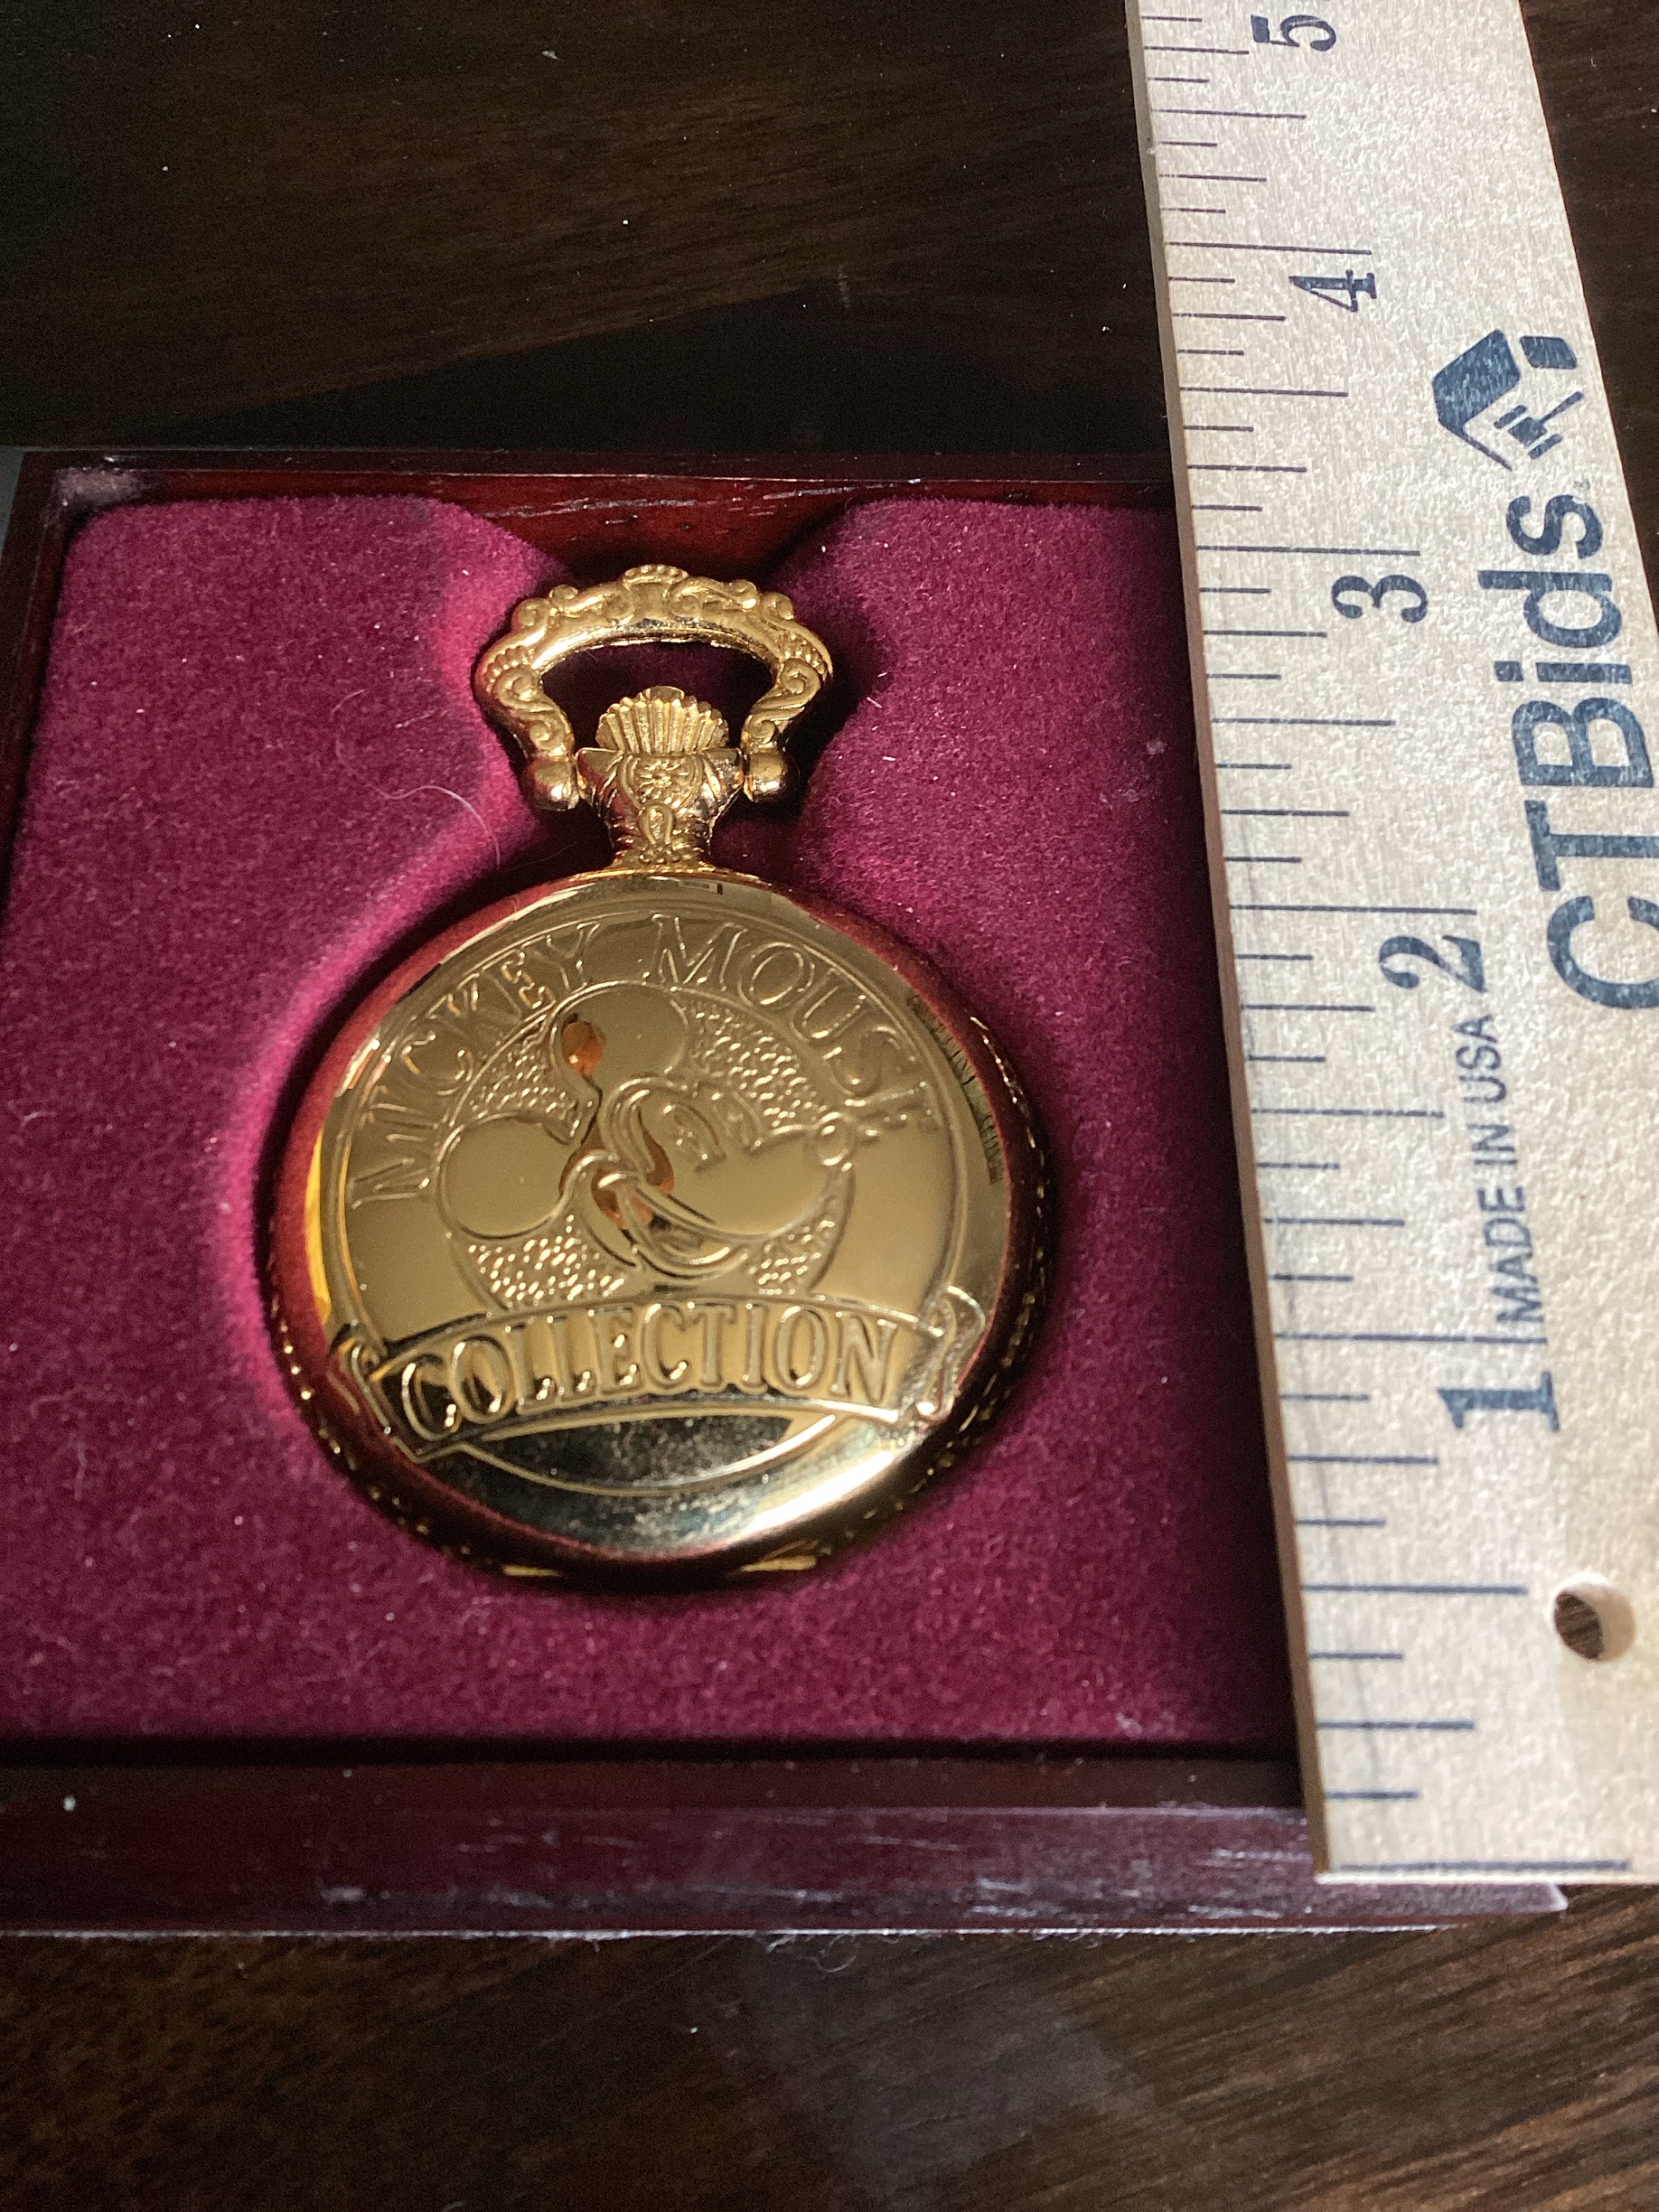 MICKEY MOUSE
COLLECTION
1
2
3
4
5
MADE IN USA
CTBids